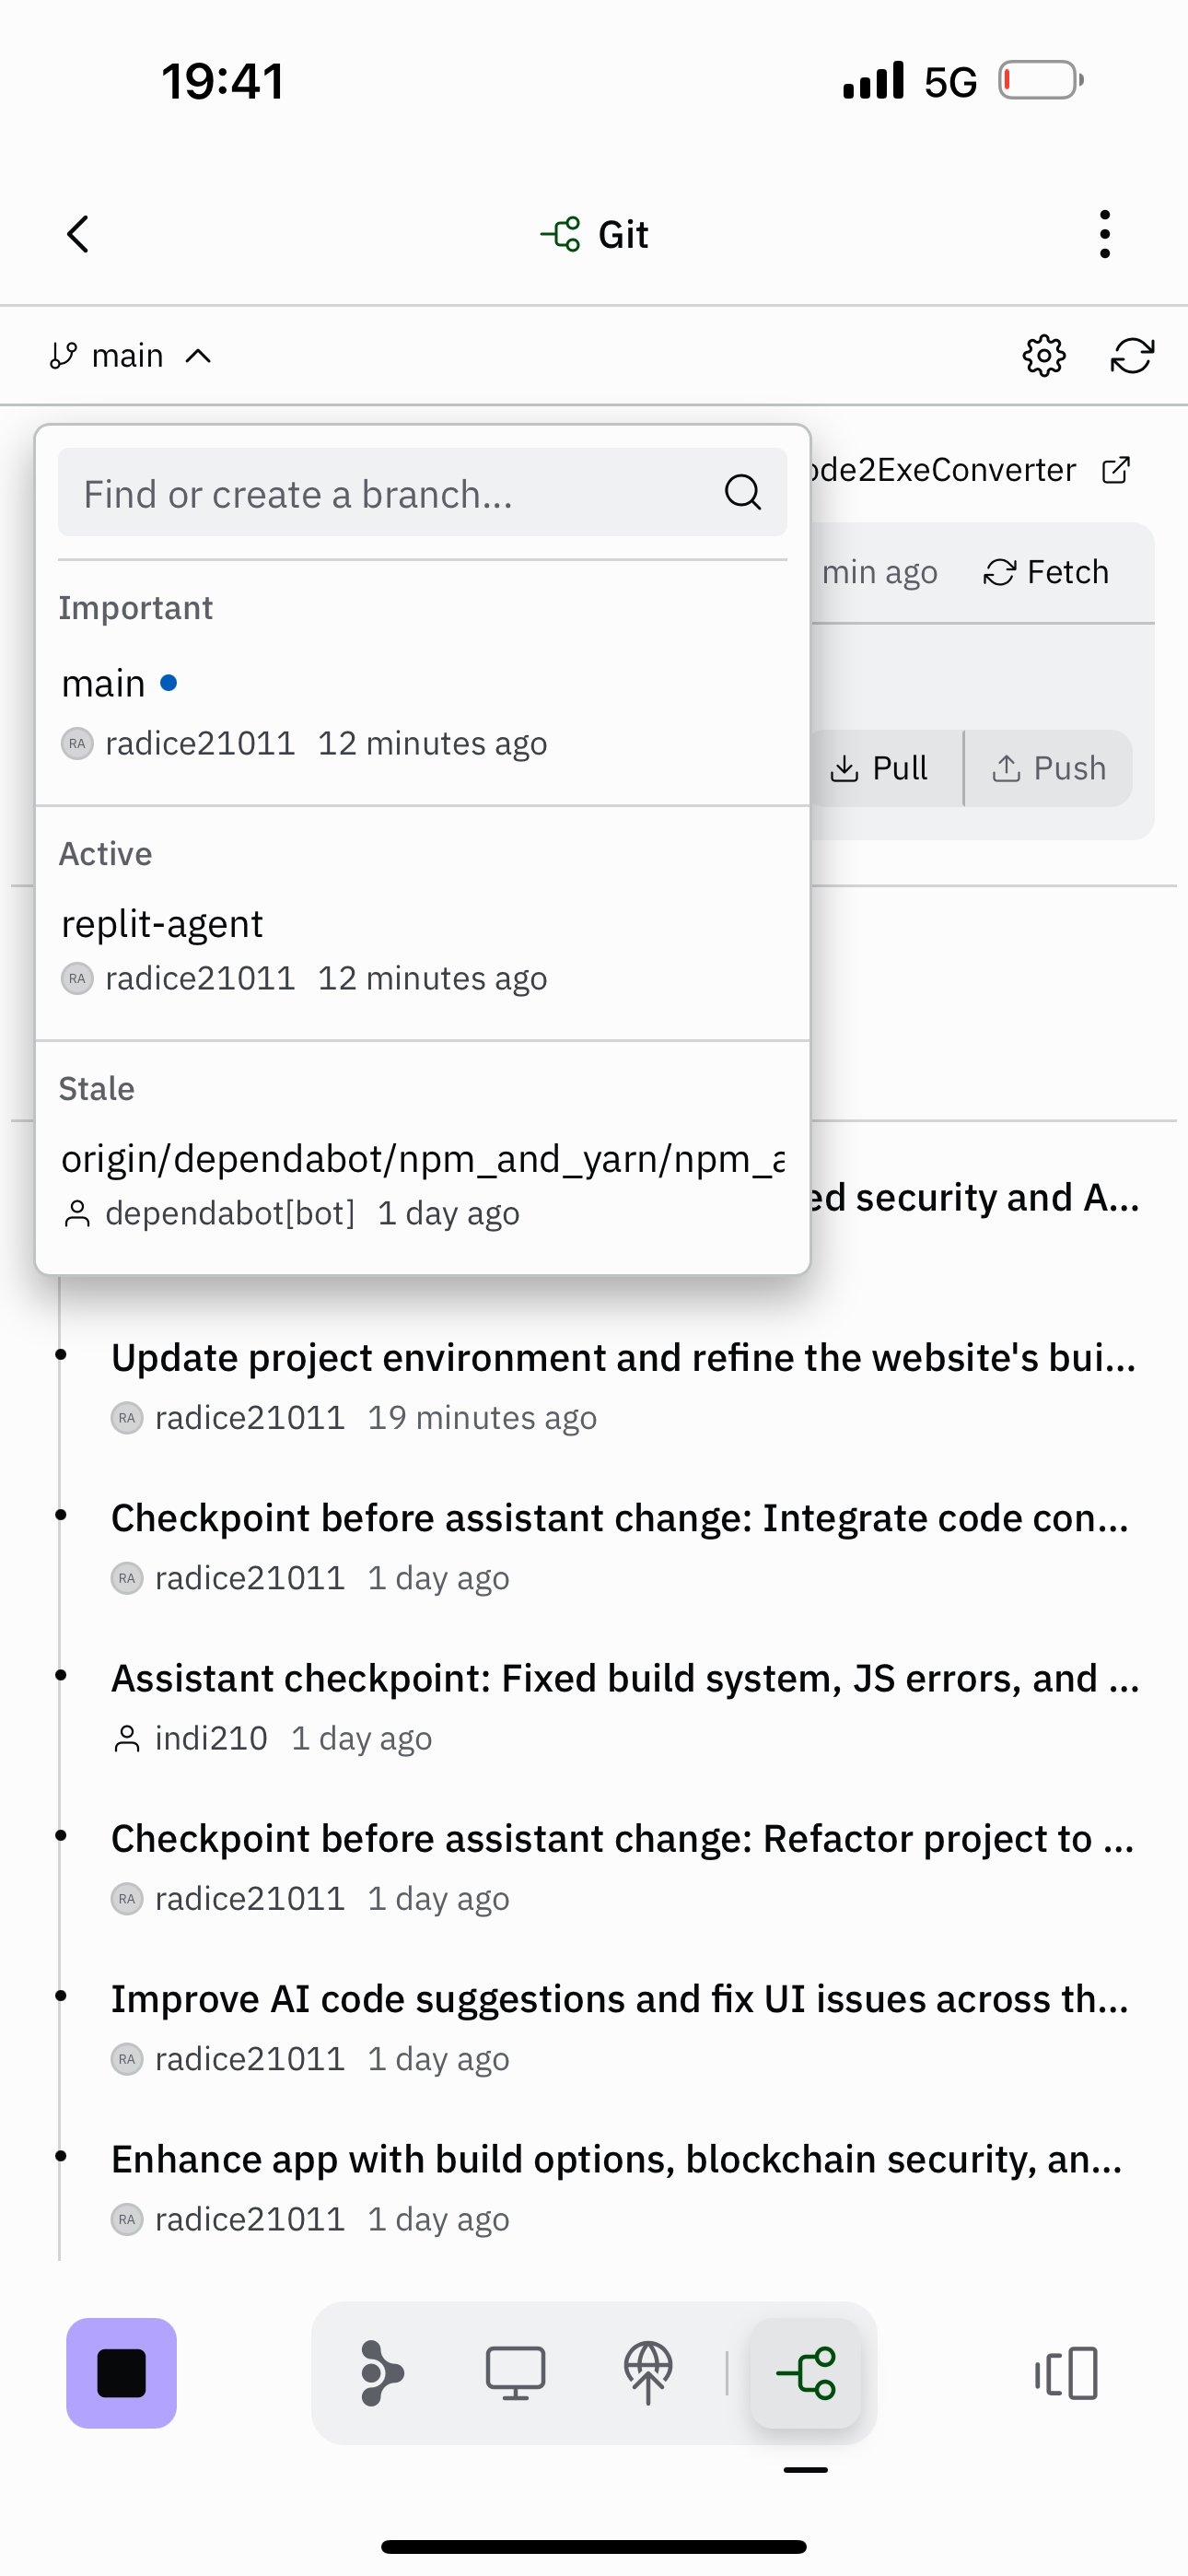 19:41
5G
Git
main
ode2ExeConverter
Find or create a branch...
min ago
Fetch
Important
main
RA radice21011 12 minutes ago
Pull
Push
Active
replit-agent
RA radice21011 12 minutes ago
Stale
origin/dependabot/npm_and_yarn/npm_a
dependabot[bot] 1 day ago
ed security and A...
Update project environment and refine the website's bui...
RA radice21011 19 minutes ago
Checkpoint before assistant change: Integrate code con...
RA radice21011 1 day ago
Assistant checkpoint: Fixed build system, JS errors, and ...
indi210 1 day ago
Checkpoint before assistant change: Refactor project to ...
RA radice21011 1 day ago
Improve AI code suggestions and fix UI issues across th...
RA radice21011 1 day ago
Enhance app with build options, blockchain security, an...
RA radice21011 1 day ago